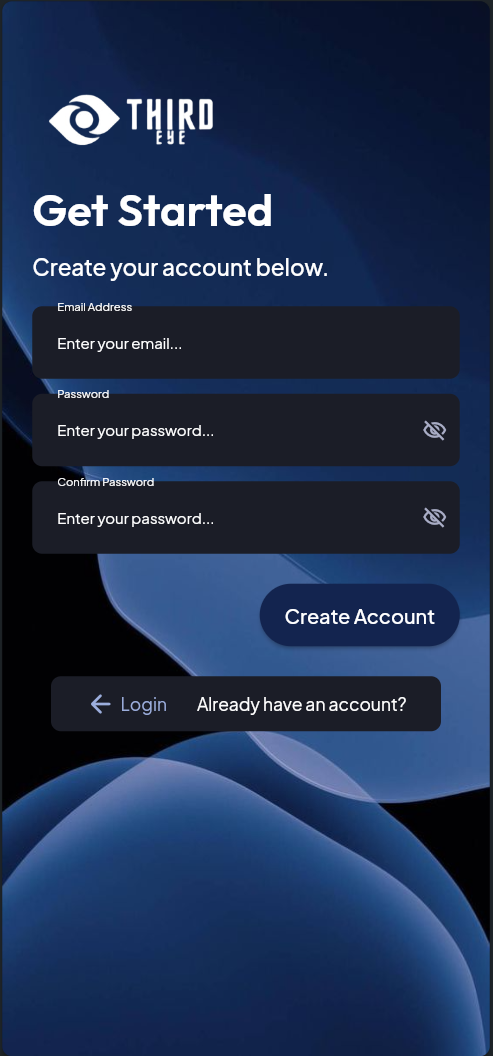 THIRD
EYE
Get Started
Create your account below.
Email Address
Enter your email...
Password
Enter your password...
Confirm Password
Enter your password...
Create Account
Login Already have an account?